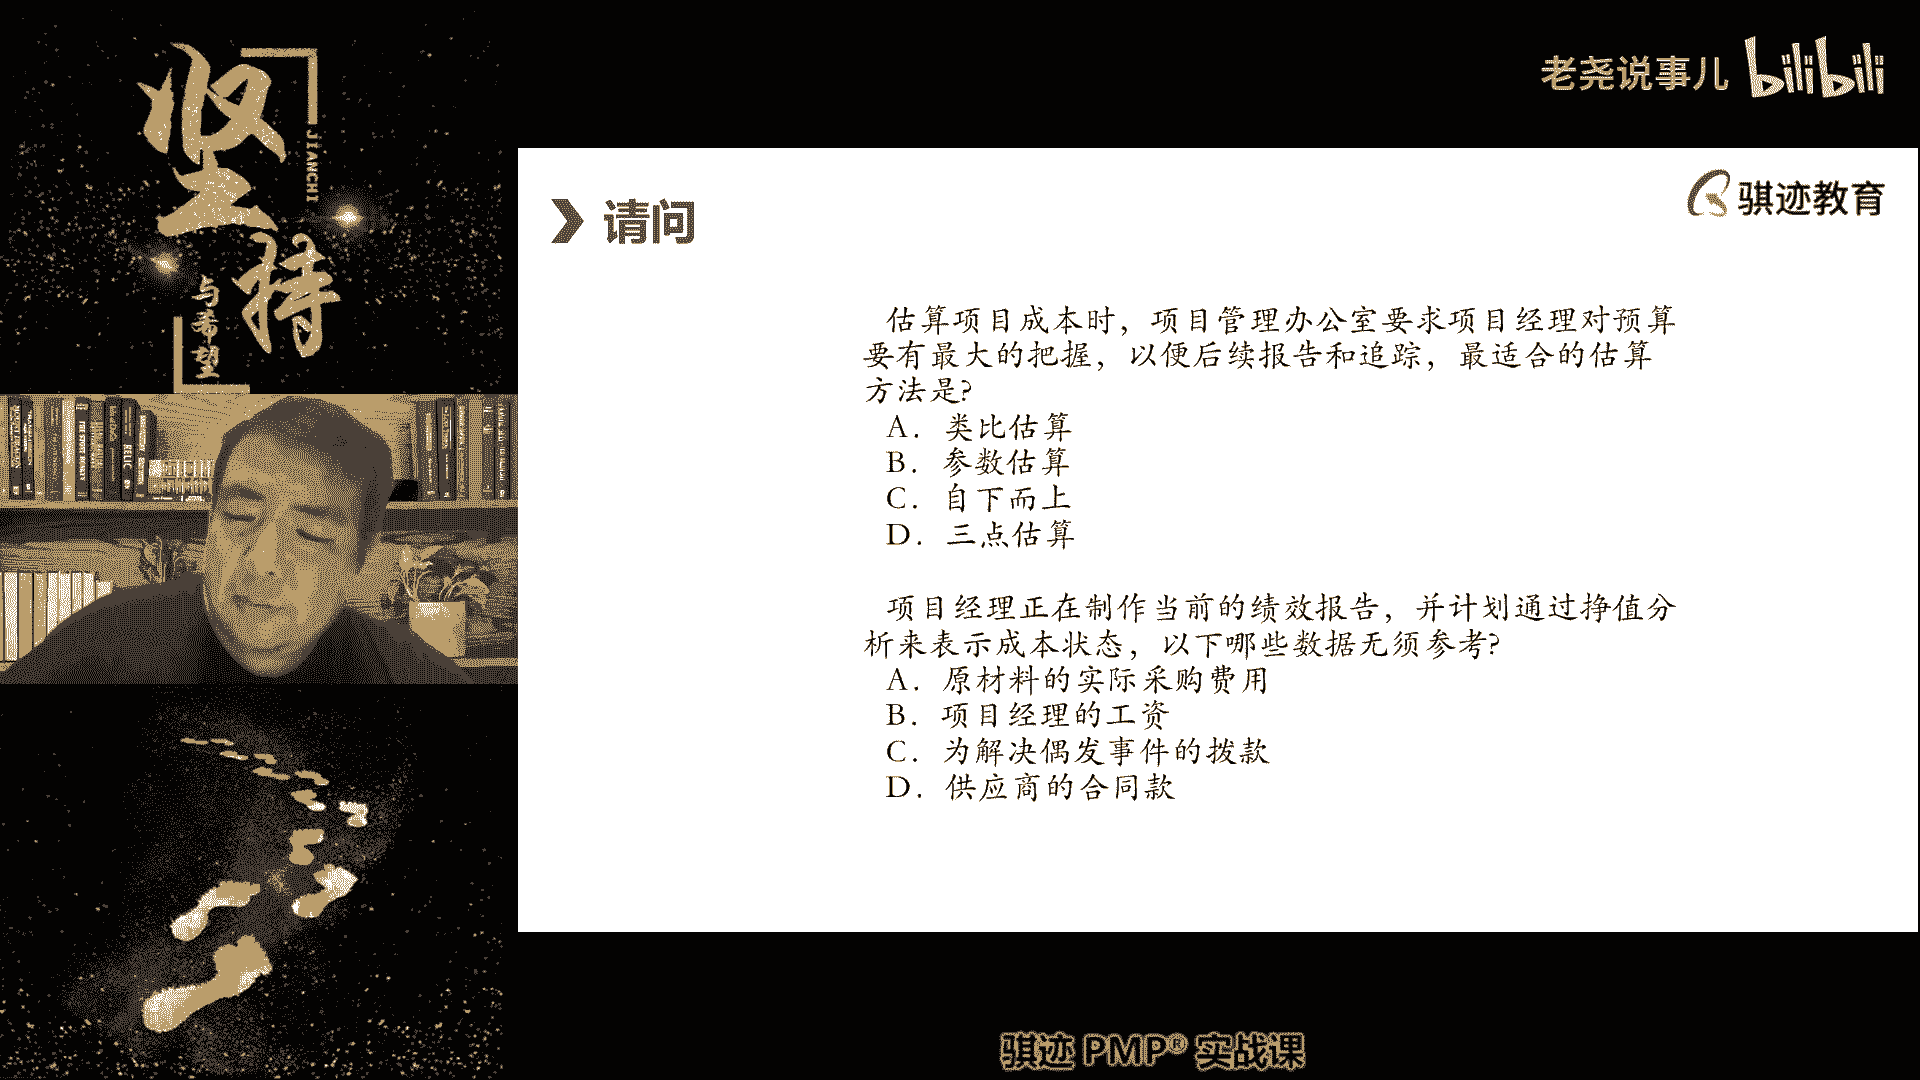 坚持
JIANCHI
与希望
老尧说事儿 bilibili
骐迹教育
请问
估算项目成本时，项目管理办公室要求项目经理对预算
要有最大的把握，以便后续报告和追踪，最适合的估算
方法是?
A. 类比估算
B. 参数估算
C. 自下而上
D. 三点估算
项目经理正在制作当前的绩效报告，并计划通过挣值分
析来表示成本状态，以下哪些数据无须参考?
A. 原材料的实际采购费用
B. 项目经理的工资
C. 为解决偶发事件的拨款
D. 供应商的合同款
骐迹 PMP® 实战课